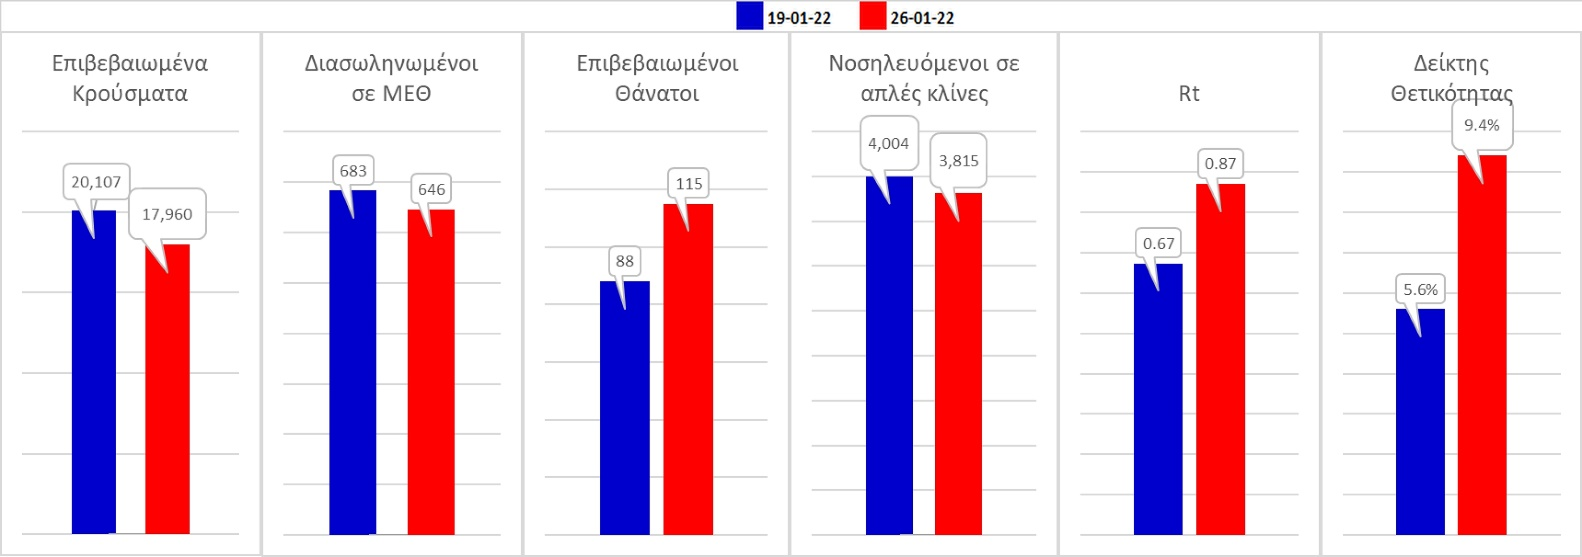 19-01-22 26-01-22
Επιβεβαιωμένα
Κρούσματα
20,107
17,960
Διασωληνωμένοι
σε ΜΕΘ
683
646
Επιβεβαιωμένοι
Θάνατοι
88
115
Νοσηλευόμενοι σε
απλές κλίνες
4,004
3,815
Rt
0.67
0.87
Δείκτης
Θετικότητας
5.6%
9.4%